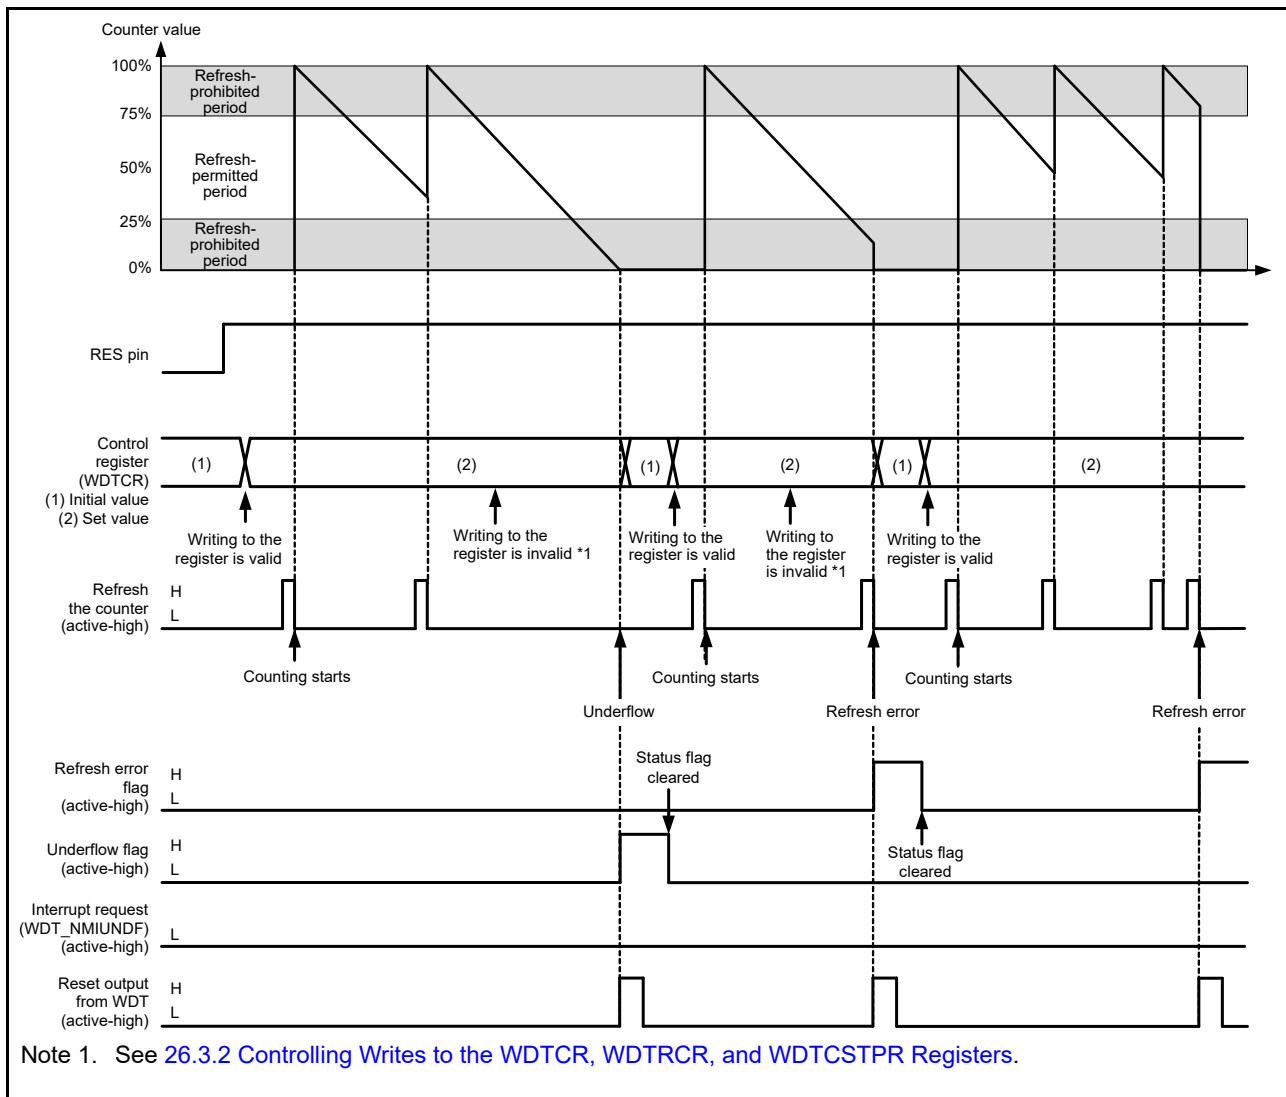 Counter value
100%
Refresh-
prohibited
period
75%
50%
Refresh-
permitted
period
25%
Refresh-
prohibited
period
0%
RES pin
Control
register
(WDTCR)
(1) Initial value
(2) Set value
(1)
(2)
(1)
(2)
(1)
(2)
Writing to the
register is valid
Writing to the
register is invalid *1
Writing to the
register is valid
Writing to
the register
is invalid *1
Writing to the
register is valid
Refresh
the counter
(active-high)
H
L
Counting starts
Counting starts
Counting starts
Underflow
Refresh error
Refresh error
Refresh error
flag
(active-high)
H
L
Status flag
cleared
Underflow flag
(active-high)
H
L
Status flag
cleared
Interrupt request
(WDT_NMIUNDF)
(active-high)
L
Reset output
from WDT
(active-high)
H
L
Note 1. See 26.3.2 Controlling Writes to the WDTCR, WDTRCR, and WDTCSTPR Registers.